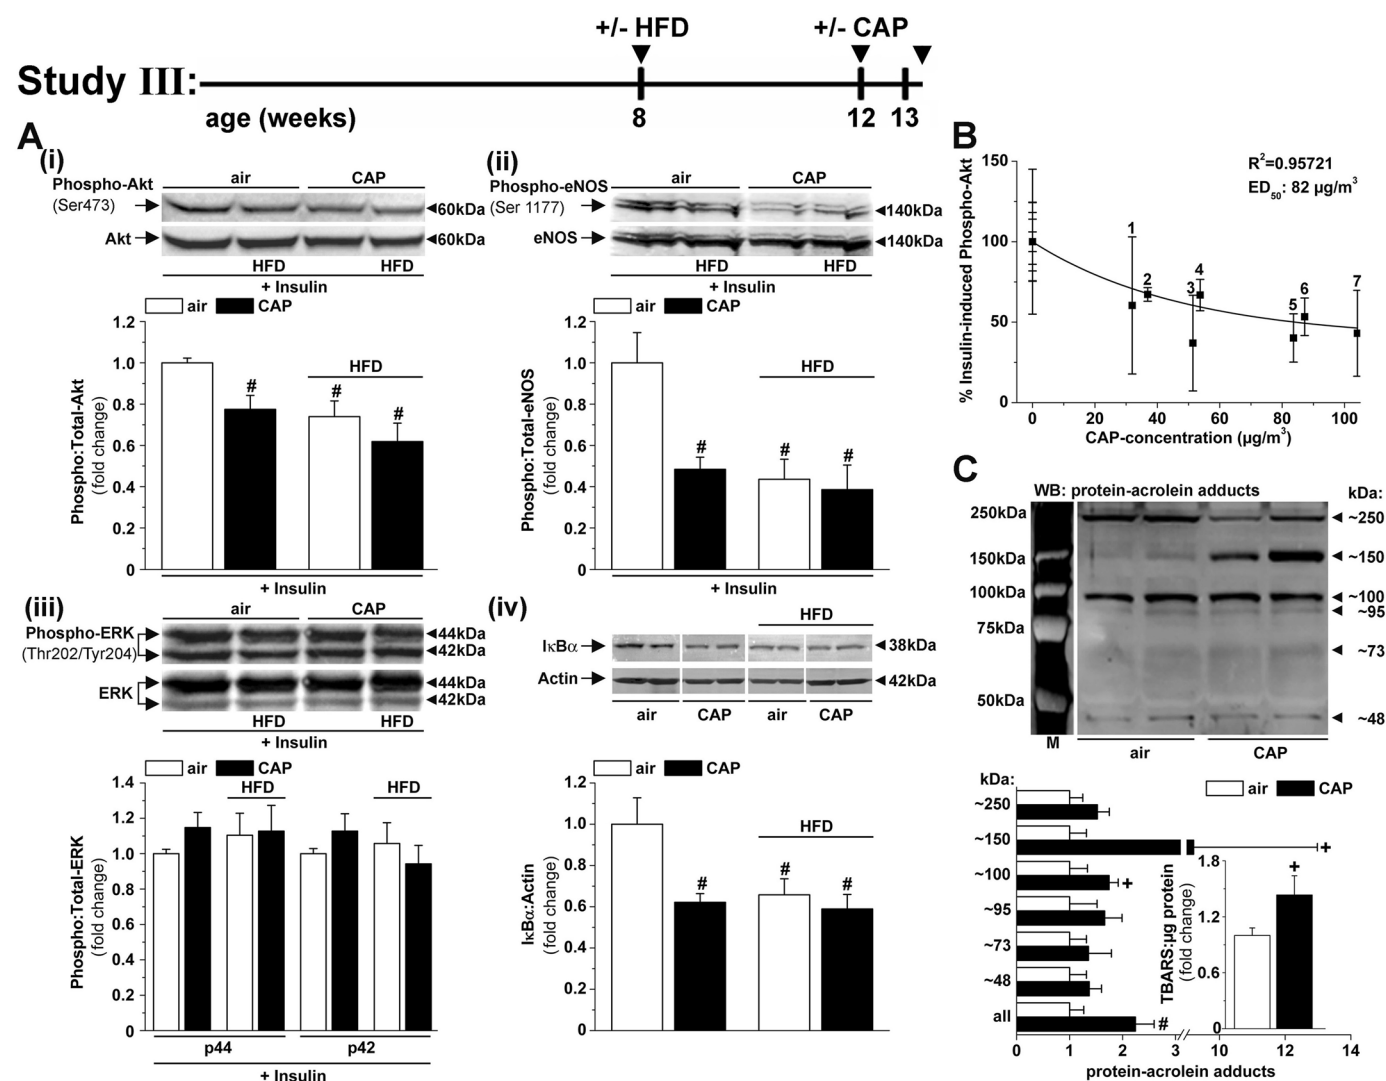 +/- HFD
+/- CAP
Study III:
age (weeks)
8
12
13
A
(i)
Phospho-Akt
(Ser473)
air
CAP
60kDa
Akt
60kDa
HFD
HFD
+ Insulin
air
CAP
Phospho:Total-Akt
(fold change)
1.2
1.0
0.8
0.6
0.4
0.2
0
HFD
#
#
#
+ Insulin
(ii)
Phospho-eNOS
(Ser 1177)
air
CAP
140kDa
eNOS
140kDa
HFD
HFD
+ Insulin
air
CAP
Phospho:Total-eNOS
(fold change)
1.2
1.0
0.8
0.6
0.4
0.2
0
HFD
#
#
#
+ Insulin
(iii)
air
CAP
Phospho-ERK
(Thr202/Tyr204)
44kDa
42kDa
ERK
44kDa
42kDa
HFD
HFD
+ Insulin
air
CAP
Phospho:Total-ERK
(fold change)
1.4
1.2
1.0
0.8
0.6
0.4
0.2
0
HFD
HFD
p44
p42
+ Insulin
(iv)
HFD
IκBα
38kDa
Actin
42kDa
air
CAP
air
CAP
air
CAP
IκBα:Actin
(fold change)
1.2
1.0
0.8
0.6
0.4
0.2
0
HFD
#
#
#
B
% Insulin-induced Phospho-Akt
150
100
50
0
R²=0.95721
ED₅₀: 82 µg/m³
1
2
3
4
5
6
7
0
20
40
60
80
100
CAP-concentration (µg/m³)
C
WB: protein-acrolein adducts
kDa:
250kDa
150kDa
100kDa
75kDa
50kDa
~250
~150
~100
~95
~73
~48
M
air
CAP
kDa:
~250
~150
~100
~95
~73
~48
all
air
CAP
+
+
#
TBARS:µg protein
(fold change)
1.8
1.2
0.6
0
+
0
1
2
3
10
12
14
protein-acrolein adducts